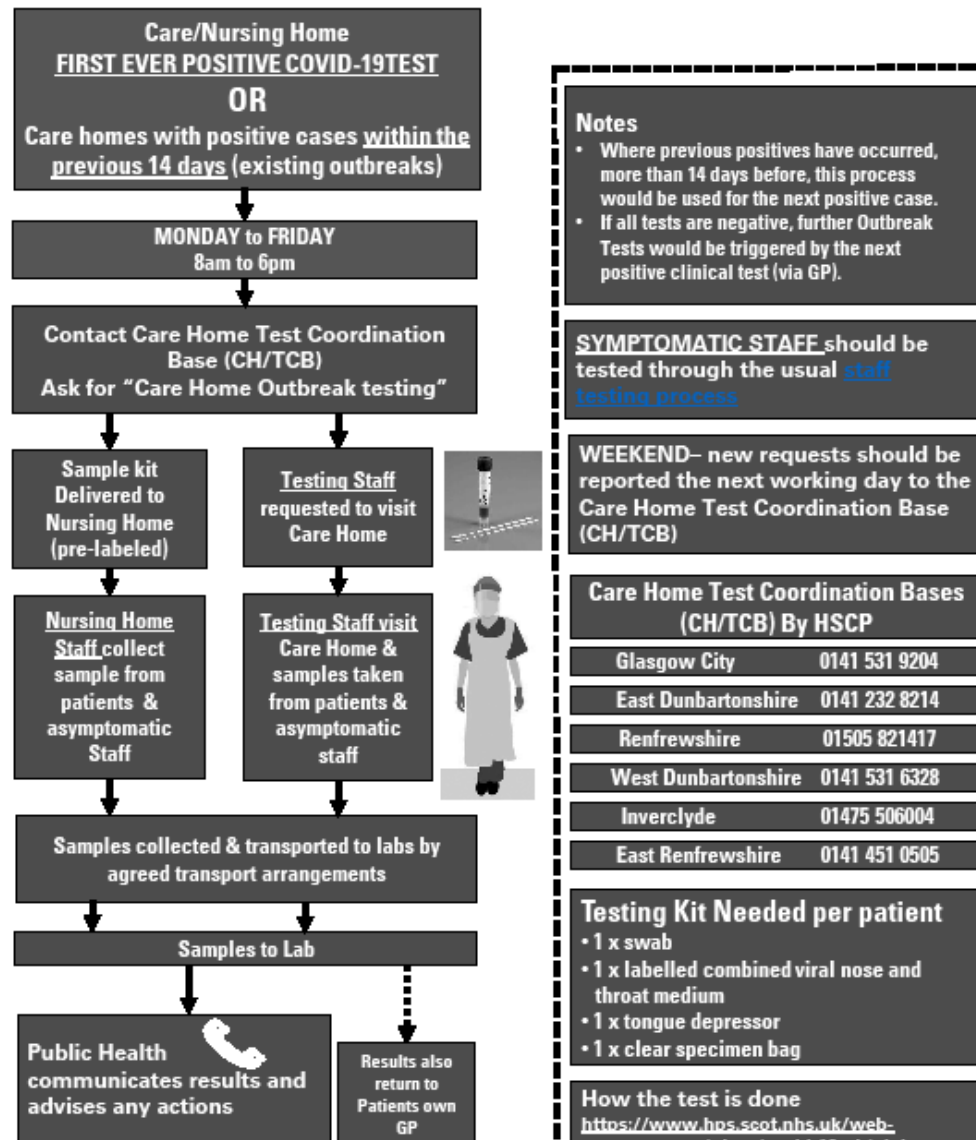 Care/Nursing Home
FIRST EVER POSITIVE COVID-19TEST
OR
Care homes with positive cases within the
previous 14 days (existing outbreaks)
MONDAY to FRIDAY
8am to 6pm
Contact Care Home Test Coordination
Base (CH/TCB)
Ask for “Care Home Outbreak testing”
Sample kit
Delivered to
Nursing Home
(pre-labeled)
Testing Staff
requested to visit
Care Home
Nursing Home
Staff collect
sample from
patients &
asymptomatic
Staff
Testing Staff visit
Care Home &
samples taken
from patients &
asymptomatic
staff
Samples collected & transported to labs by
agreed transport arrangements
Samples to Lab
Public Health
communicates results and
advises any actions
Results also
return to
Patients own
GP
Notes
• Where previous positives have occurred,
more than 14 days before, this process
would be used for the next positive case.
• If all tests are negative, further Outbreak
Tests would be triggered by the next
positive clinical test (via GP).
SYMPTOMATIC STAFF should be
tested through the usual staff
testing process
WEEKEND– new requests should be
reported the next working day to the
Care Home Test Coordination Base
(CH/TCB)
Care Home Test Coordination Bases
(CH/TCB) By HSCP
Glasgow City 0141 531 9204
East Dunbartonshire 0141 232 8214
Renfrewshire 01505 821417
West Dunbartonshire 0141 531 6328
Inverclyde 01475 506004
East Renfrewshire 0141 451 0505
Testing Kit Needed per patient
• 1 x swab
• 1 x labelled combined viral nose and
throat medium
• 1 x tongue depressor
• 1 x clear specimen bag
How the test is done
https://www.hps.scot.nhs.uk/web-